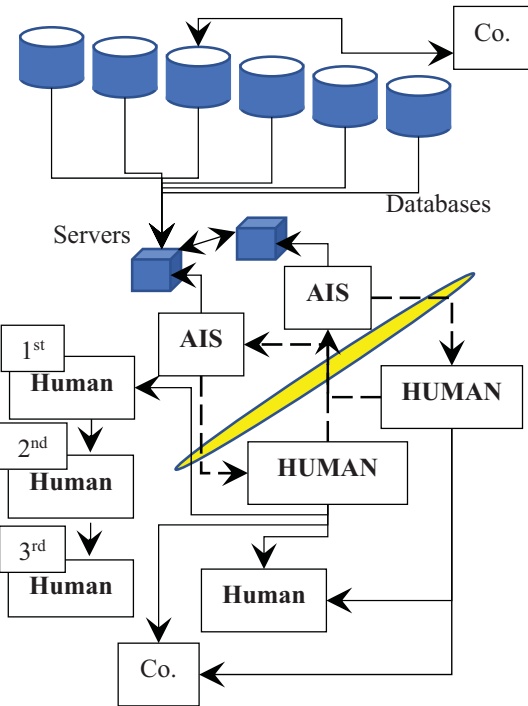 Co.
Databases
Servers
AIS
AIS
1st
Human
HUMAN
2nd
Human
HUMAN
3rd
Human
Human
Co.